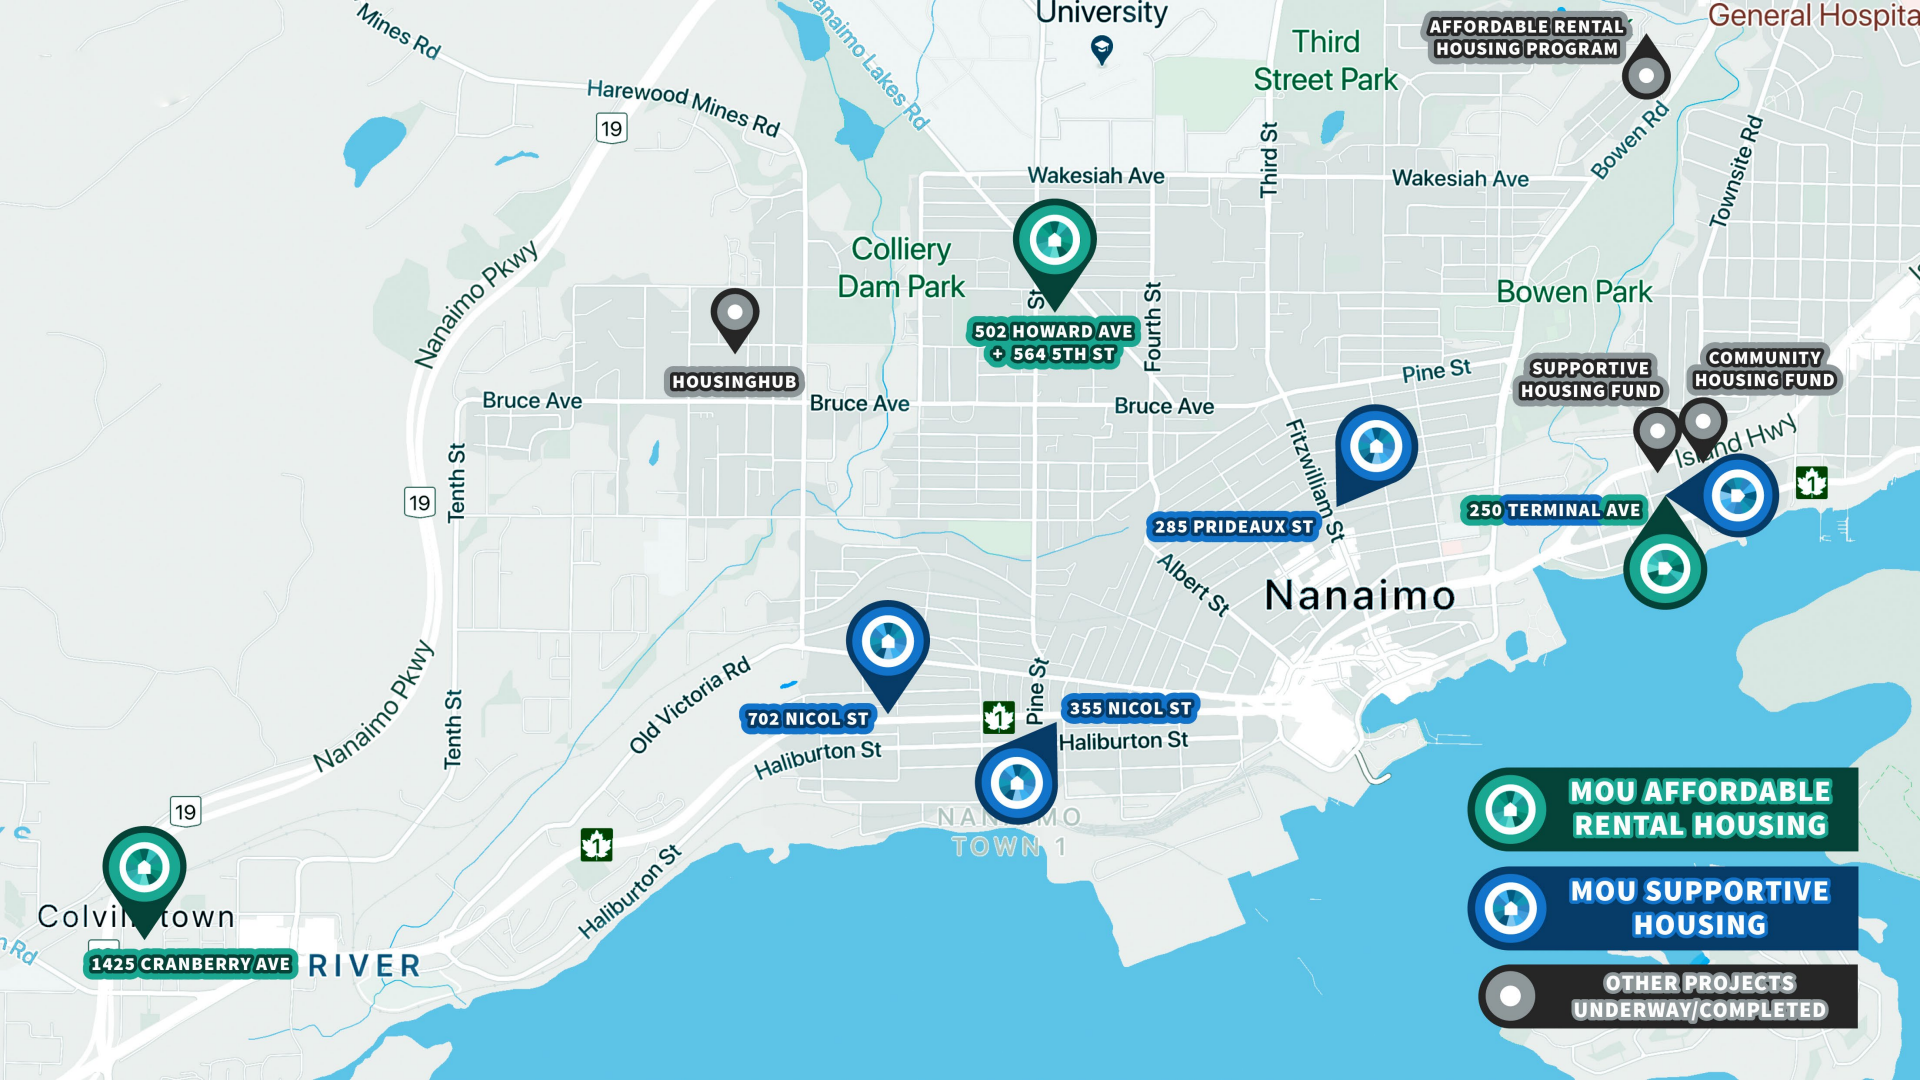 University
General Hospita
AFFORDABLE RENTAL
HOUSING PROGRAM
Third
Street Park
Mines Rd
Nanaimo Lakes Rd
Harewood Mines Rd
19
Third St
Bowen Rd
Townsite Rd
Wakesiah Ave
Wakesiah Ave
Colliery
Dam Park
Nanaimo Pkwy
St
Fourth St
Bowen Park
502 HOWARD AVE
+ 564 5TH ST
HOUSINGHUB
Pine St
SUPPORTIVE
HOUSING FUND
COMMUNITY
HOUSING FUND
Bruce Ave
Bruce Ave
Bruce Ave
Island Hwy
Fitzwilliam St
Tenth St
19
1
250 TERMINAL AVE
285 PRIDEAUX ST
Albert St
Nanaimo
Nanaimo Pkwy
Tenth St
Old Victoria Rd
Pine St
702 NICOL ST
1
355 NICOL ST
Haliburton St
Haliburton St
19
NANAIMO
TOWN 1
1
Haliburton St
Colvilletown
n Rd
1425 CRANBERRY AVE
RIVER
MOU AFFORDABLE
RENTAL HOUSING
MOU SUPPORTIVE
HOUSING
OTHER PROJECTS
UNDERWAY/COMPLETED